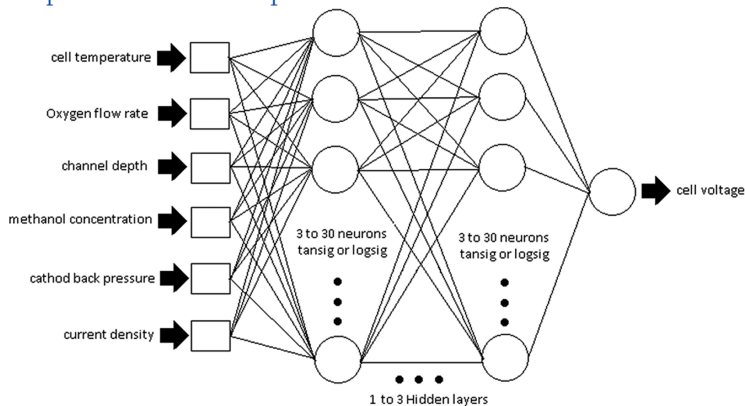 cell temperature
Oxygen flow rate
channel depth
methanol concentration
cathod back pressure
current density
3 to 30 neurons
tansig or logsig
3 to 30 neurons
tansig or logsig
1 to 3 Hidden layers
cell voltage